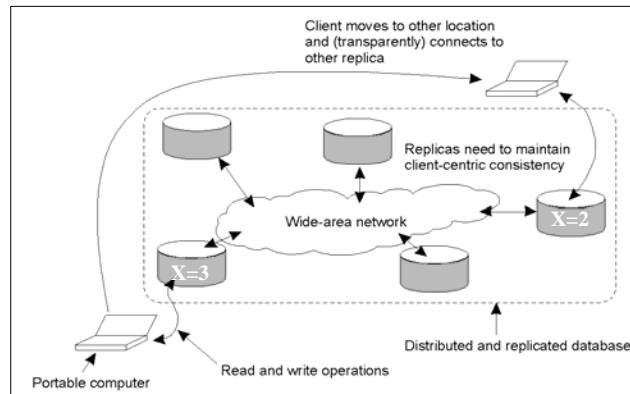 Client moves to other location
and (transparently) connects to
other replica
Replicas need to maintain
client-centric consistency
Wide-area network
X=2
X=3
Distributed and replicated database
Read and write operations
Portable computer